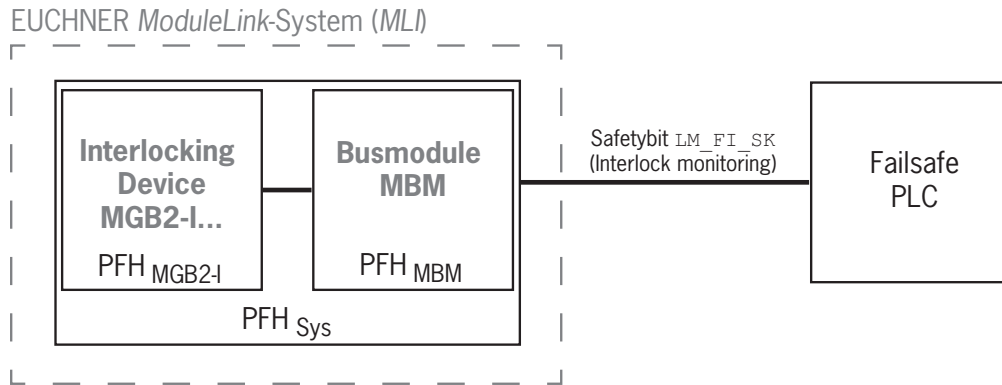 EUCHNER ModuleLink-System (MLI)
Interlocking
Device
MGB2-I...
PFH MGB2-I
Busmodule
MBM
PFH MBM
PFH Sys
Safetybit LM_FI_SK
(Interlock monitoring)
Failsafe
PLC